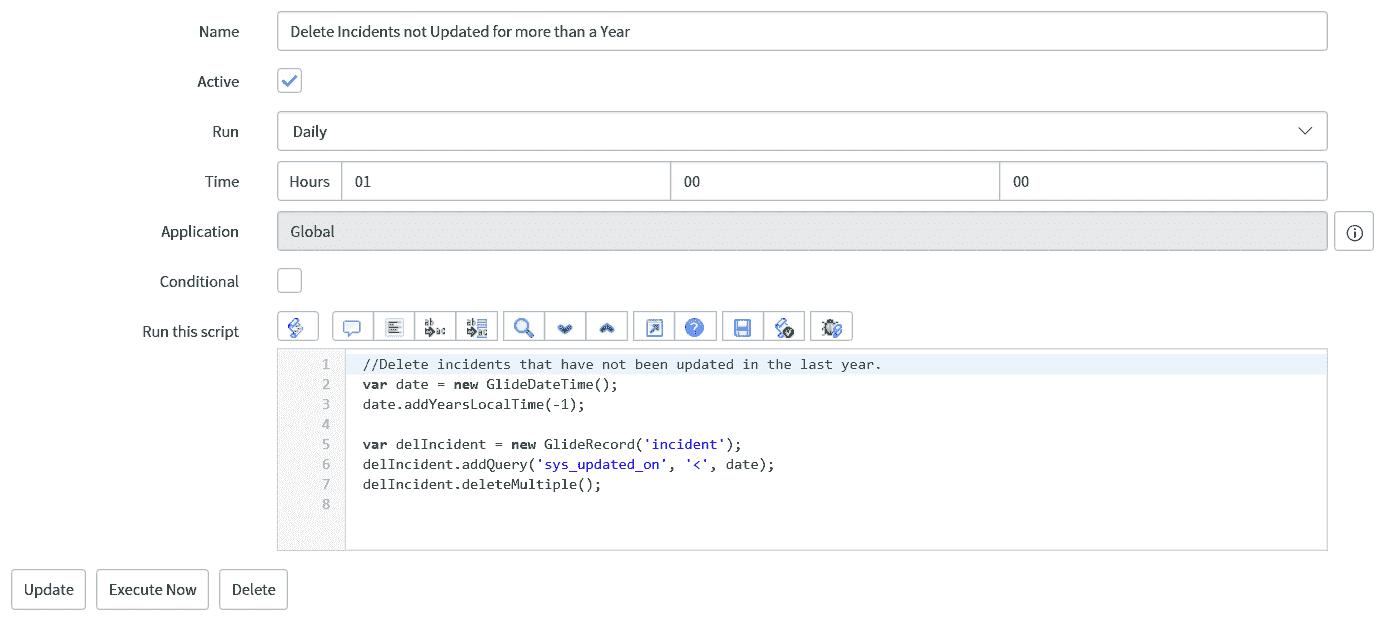 Name
Delete Incidents not Updated for more than a Year
Active
Run
Daily
Time
Hours 01 00 00
Application
Global
Conditional
Run this script
1 //Delete incidents that have not been updated in the last year.
2 var date = new GlideDateTime();
3 date.addYearsLocalTime(-1);
4
5 var delIncident = new GlideRecord('incident');
6 delIncident.addQuery('sys_updated_on', '<', date);
7 delIncident.deleteMultiple();
8
Update Execute Now Delete